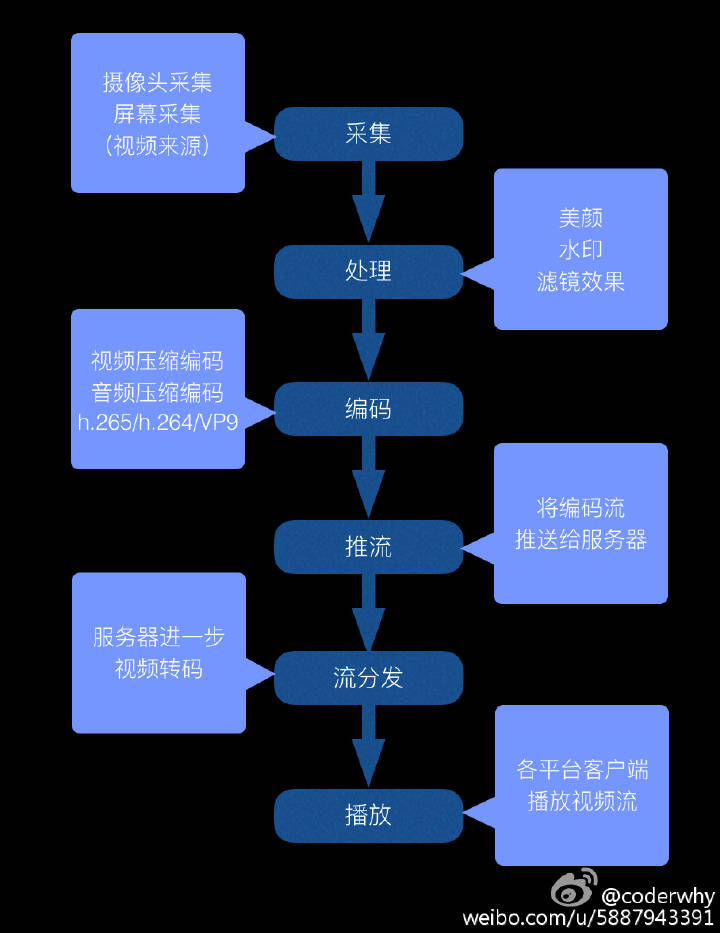 摄像头采集
屏幕采集
（视频来源）
采集
处理
美颜
水印
滤镜效果
视频压缩编码
音频压缩编码
h.265/h.264/VP9
编码
推流
将编码流
推送给服务器
服务器进一步
视频转码
流分发
播放
各平台客户端
播放视频流
@coderwhy
weibo.com/u/5887943391